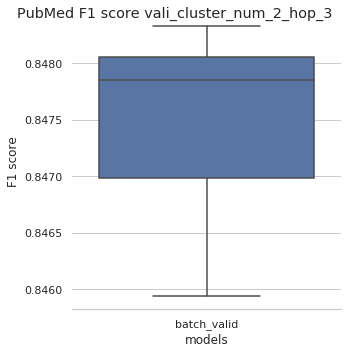 PubMed F1 score vali_cluster_num_2_hop_3
0.8480
0.8475
0.8470
0.8465
0.8460
F1 score
batch_valid
models